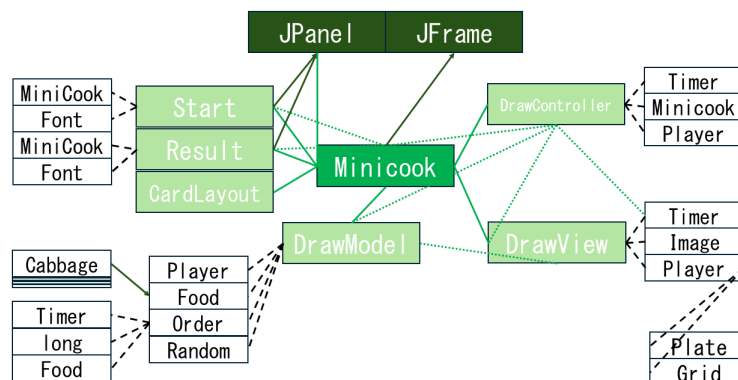 JPanel JFrame
MiniCook
Font
MiniCook
Font
Start
Result
CardLayout
Minicook
DrawController
Timer
Minicook
Player
DrawModel
DrawView
Timer
Image
Player
Cabbage
Player
Food
Order
Random
Timer
long
Food
Plate
Grid